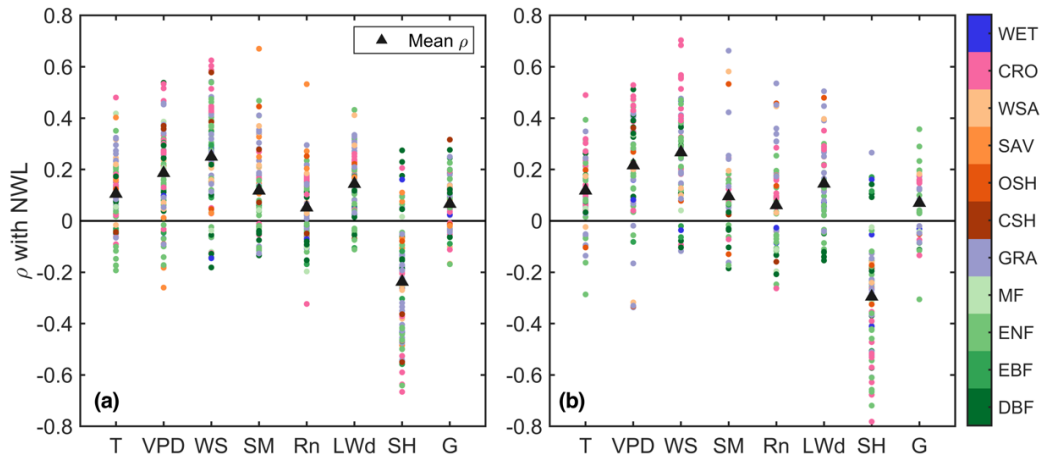 0.8
0.6
0.4
0.2
0
-0.2
-0.4
-0.6
-0.8
ρ with NWL
▲ Mean ρ
(a)
T VPD WS SM Rn LWd SH G
0.8
0.6
0.4
0.2
0
-0.2
-0.4
-0.6
-0.8
(b)
T VPD WS SM Rn LWd SH G
WET
CRO
WSA
SAV
OSH
CSH
GRA
MF
ENF
EBF
DBF